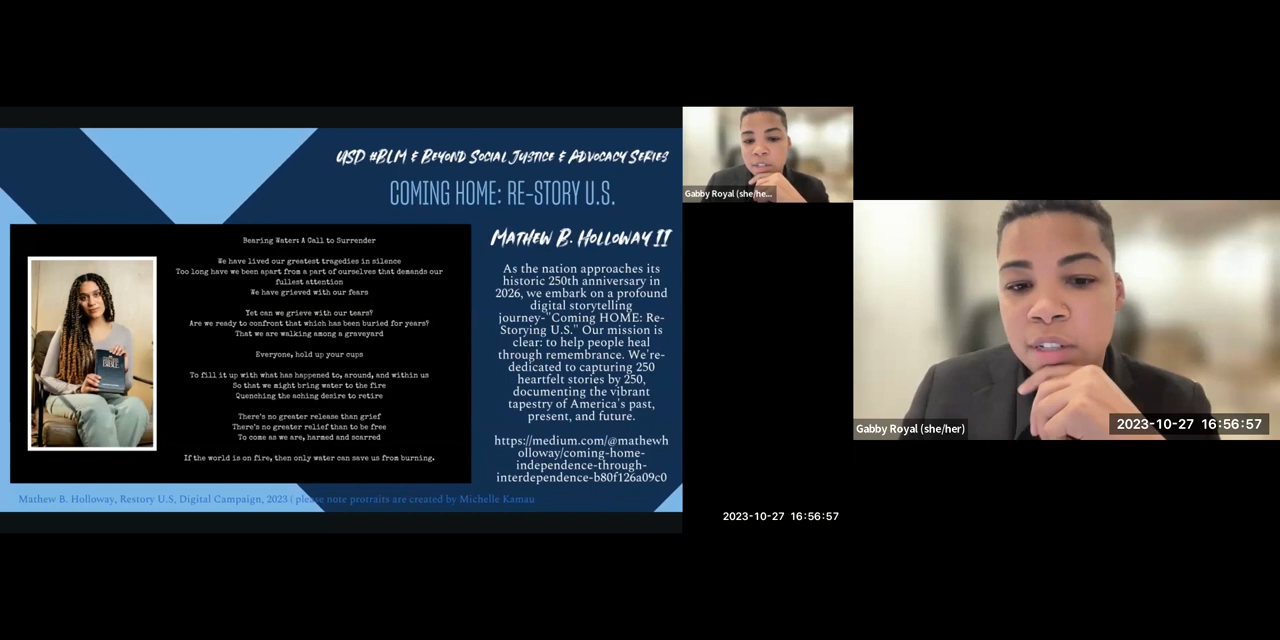 USD #BLM & Beyond Social Justice & Advocacy Series
COMING HOME: RE-STORY U.S.
Bearing Water: A Call to Surrender
We have lived our greatest tragedies in silence
Too long have we been apart from a part of ourselves that demands our
fullest attention
We have grieved with our fears
Yet can we grieve with our tears?
Are we ready to confront that which has been buried for years?
That we are walking among a graveyard
Everyone, hold up your cups
To fill it up with what has happened to, around, and within us
So that we might bring water to the fire
Quenching the aching desire to retire
There's no greater release than grief
There's no greater relief than to be free
To come as we are, harmed and scarred
If the world is on fire, then only water can save us from burning.
BIBLE
Mathew B. Holloway II
As the nation approaches its
historic 250th anniversary in
2026, we embark on a profound
digital storytelling
journey-"Coming HOME: Re-
Storying U.S." Our mission is
clear: to help people heal
through remembrance. We're-
dedicated to capturing 250
heartfelt stories by 250,
documenting the vibrant
tapestry of America's past,
present, and future.
https://medium.com/@mathewh
olloway/coming-home-
independence-through-
interdependence-b80f126a09c0
Mathew B. Holloway, Restory U.S, Digital Campaign, 2023 | please note protraits are created by Michelle Kamau
Gabby Royal (she/he...
2023-10-27 16:56:57
Gabby Royal (she/her)
2023-10-27 16:56:57